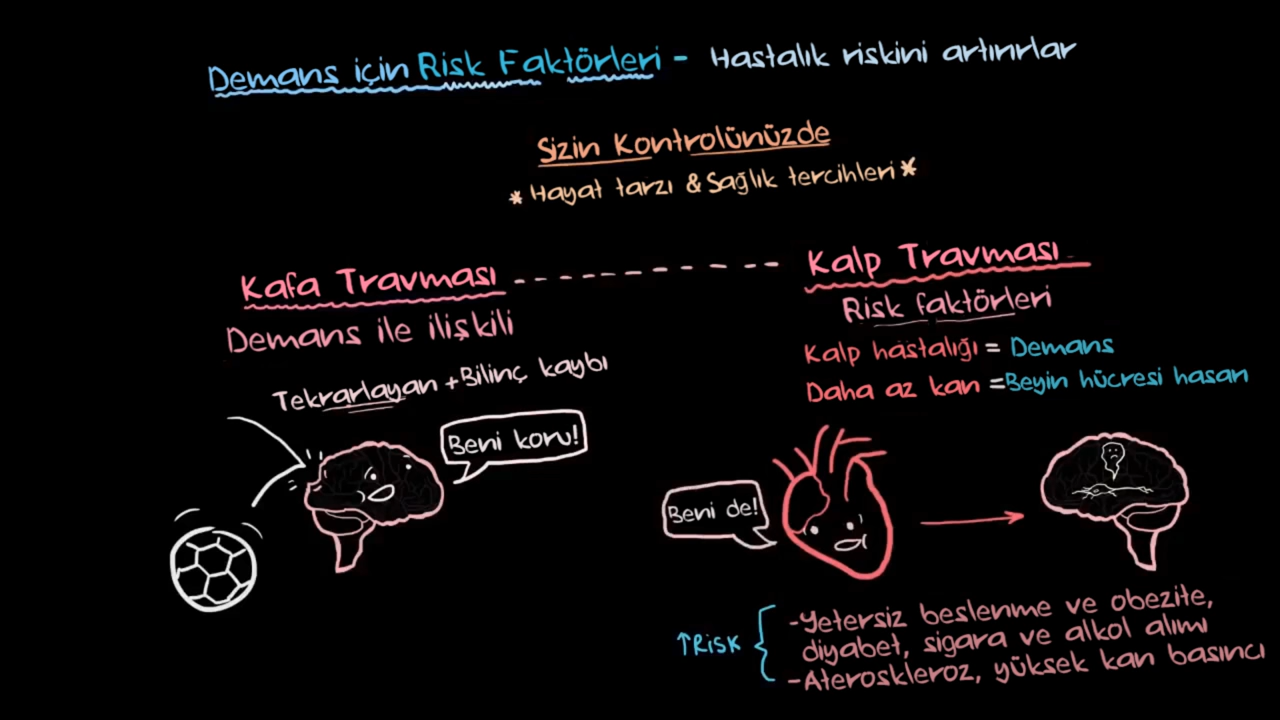 Demans için Risk Faktörleri - Hastalık riskini artırırlar
Sizin Kontrolünüzde
* Hayat tarzı & Sağlık tercihleri *
Kafa Travması
Demans ile ilişkili
Tekrarlayan + Bilinç kaybı
Beni koru!
Kalp Travması
Risk faktörleri
Kalp hastalığı = Demans
Daha az kan = Beyin hücresi hasarı
Beni de!
↑Risk
-Yetersiz beslenme ve obezite,
diyabet, sigara ve alkol alımı
-Ateroskleroz, yüksek kan basıncı